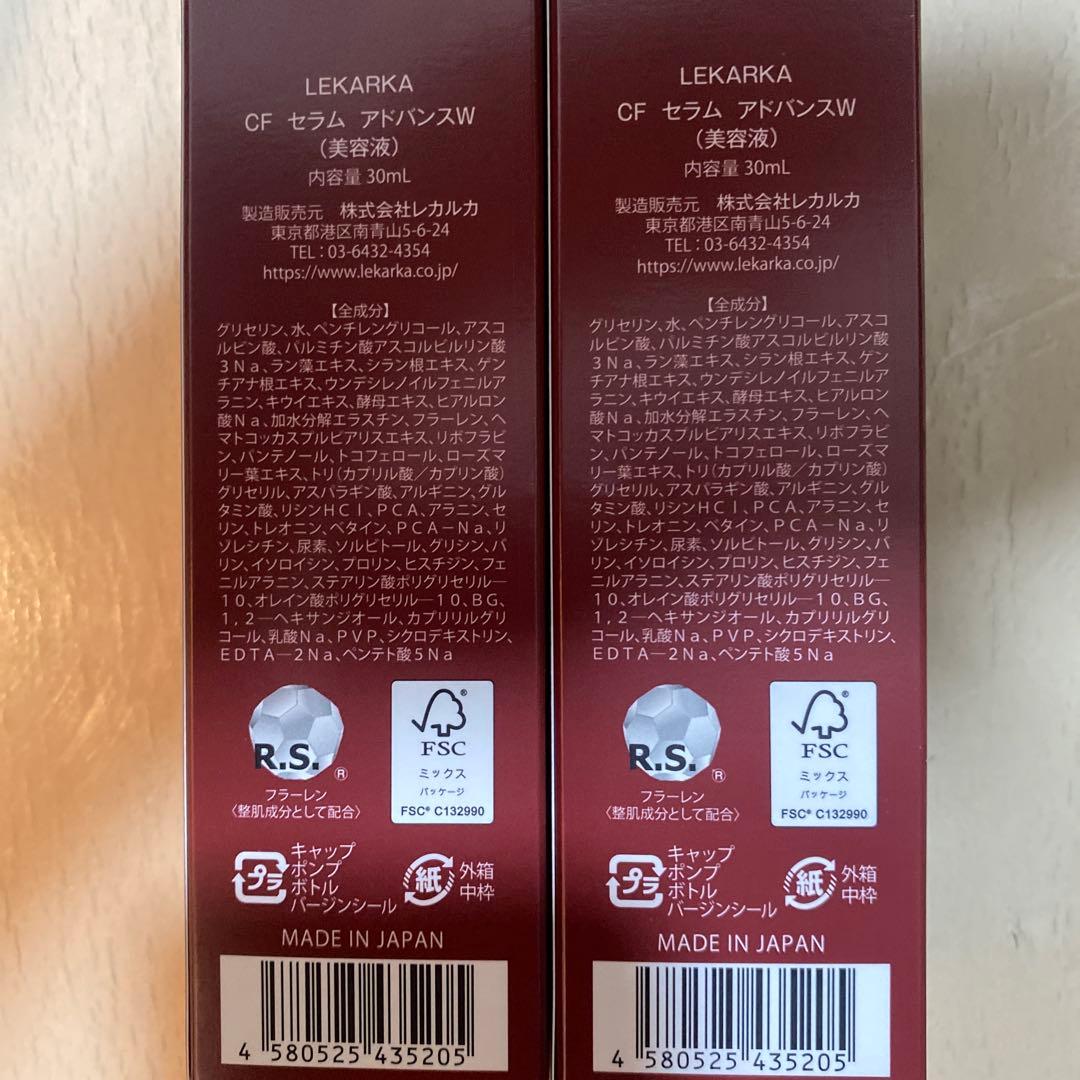 LEKARKA
CF セラム アドバンスW
（美容液）
内容量 30mL
製造販売元 株式会社レカルカ
東京都港区南青山5-6-24
TEL：03-6432-4354
https://www.lekarka.co.jp/
【全成分】
グリセリン、水、ペンチレングリコール、アスコ
ルビン酸、パルミチン酸アスコルビルリン酸
３Ｎａ、ラン藻エキス、シラン根エキス、ゲン
チアナ根エキス、ウンデシレノイルフェニルア
ラニン、キウイエキス、酵母エキス、ヒアルロン
酸Ｎａ、加水分解エラスチン、フラーレン、ヘ
マトコッカスプルビアリスエキス、リボフラビ
ン、パンテノール、トコフェロール、ローズマ
リー葉エキス、トリ（カプリル酸／カプリン酸）
グリセリル、アスパラギン酸、アルギニン、グル
タミン酸、リシンＨＣｌ、ＰＣＡ、アラニン、セ
リン、トレオニン、ベタイン、ＰＣＡ－Ｎａ、リ
ゾレシチン、尿素、ソルビトール、グリシン、バ
リン、イソロイシン、プロリン、ヒスチジン、フェ
ニルアラニン、ステアリン酸ポリグリセリル―
１０、オレイン酸ポリグリセリル―１０、ＢＧ、
１，２―ヘキサンジオール、カプリリルグリ
コール、乳酸Ｎａ、ＰＶＰ、シクロデキストリン、
ＥＤＴＡ―２Ｎａ、ペンテト酸５Ｎａ
R.S.®
フラーレン
〈整肌成分として配合〉
®
FSC
ミックス
パッケージ
FSC® C132990
プラ
キャップ
ポンプ
ボトル
バージンシール
紙
外箱
中枠
MADE IN JAPAN
4 580525 435205
LEKARKA
CF セラム アドバンスW
（美容液）
内容量 30mL
製造販売元 株式会社レカルカ
東京都港区南青山5-6-24
TEL：03-6432-4354
https://www.lekarka.co.jp/
【全成分】
グリセリン、水、ペンチレングリコール、アスコ
ルビン酸、パルミチン酸アスコルビルリン酸
３Ｎａ、ラン藻エキス、シラン根エキス、ゲン
チアナ根エキス、ウンデシレノイルフェニルア
ラニン、キウイエキス、酵母エキス、ヒアルロン
酸Ｎａ、加水分解エラスチン、フラーレン、ヘ
マトコッカスプルビアリスエキス、リボフラビ
ン、パンテノール、トコフェロール、ローズマ
リー葉エキス、トリ（カプリル酸／カプリン酸）
グリセリル、アスパラギン酸、アルギニン、グル
タミン酸、リシンＨＣｌ、ＰＣＡ、アラニン、セ
リン、トレオニン、ベタイン、ＰＣＡ－Ｎａ、リ
ゾレシチン、尿素、ソルビトール、グリシン、バ
リン、イソロイシン、プロリン、ヒスチジン、フェ
ニルアラニン、ステアリン酸ポリグリセリル―
１０、オレイン酸ポリグリセリル―１０、ＢＧ、
１，２―ヘキサンジオール、カプリリルグリ
コール、乳酸Ｎａ、ＰＶＰ、シクロデキストリン、
ＥＤＴＡ―２Ｎａ、ペンテト酸５Ｎａ
R.S.®
フラーレン
〈整肌成分として配合〉
®
FSC
ミックス
パッケージ
FSC® C132990
プラ
キャップ
ポンプ
ボトル
バージンシール
紙
外箱
中枠
MADE IN JAPAN
4 580525 435205